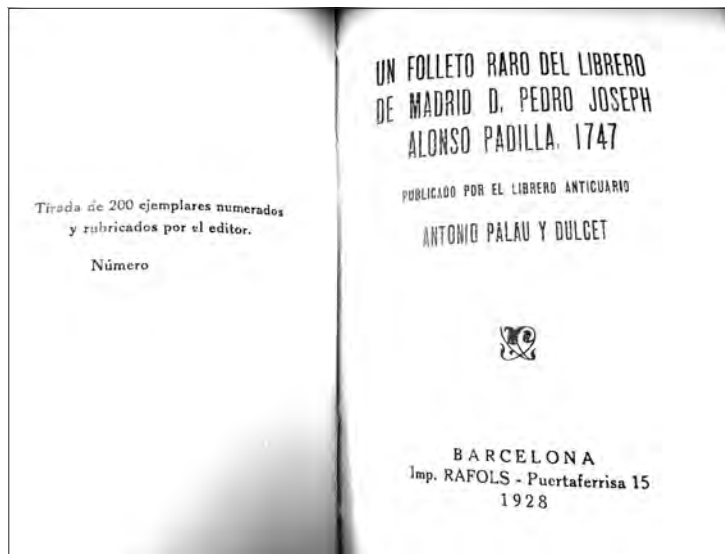 Tirada de 200 ejemplares numerados
y rubricados por el editor.
Número
UN FOLLETO RARO DEL LIBRERO
DE MADRID D. PEDRO JOSEPH
ALONSO PADILLA. 1747
PUBLICADO POR EL LIBRERO ANTICUARIO
ANTONIO PALAU Y DULCET
BARCELONA
Imp. RAFOLS - Puertaferrisa 15
1928